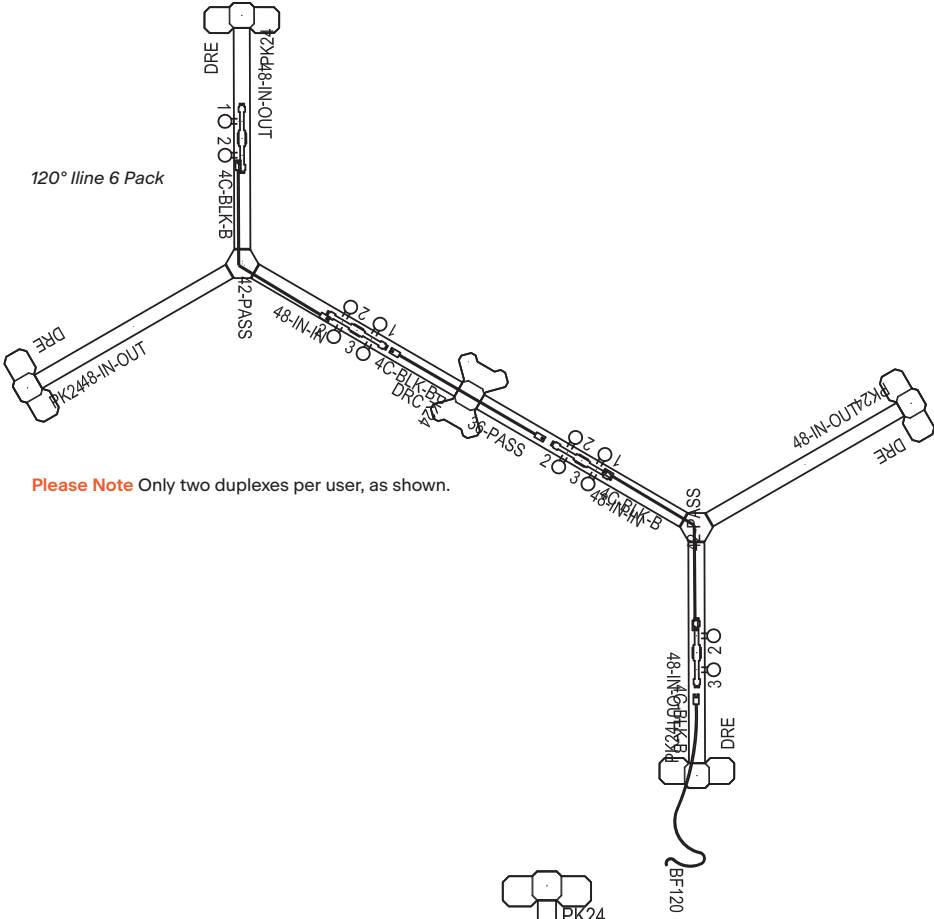 DRE
PK24
48-IN-OUT
1
2
4C-BLK-B
120° Iline 6 Pack
42-PASS
48-IN-IN
2
1
2
3
4C-BLK-B
DRC
24
36-PASS
DRE
PK24
48-IN-OUT
2
1
2
3
4C-BLK-B
48-IN-IN
PK24
48-IN-OUT
DRE
Please Note Only two duplexes per user, as shown.
42-PASS
2
3
48-IN-OUT
4C-BLK-B
PK24
DRE
BF120
PK24